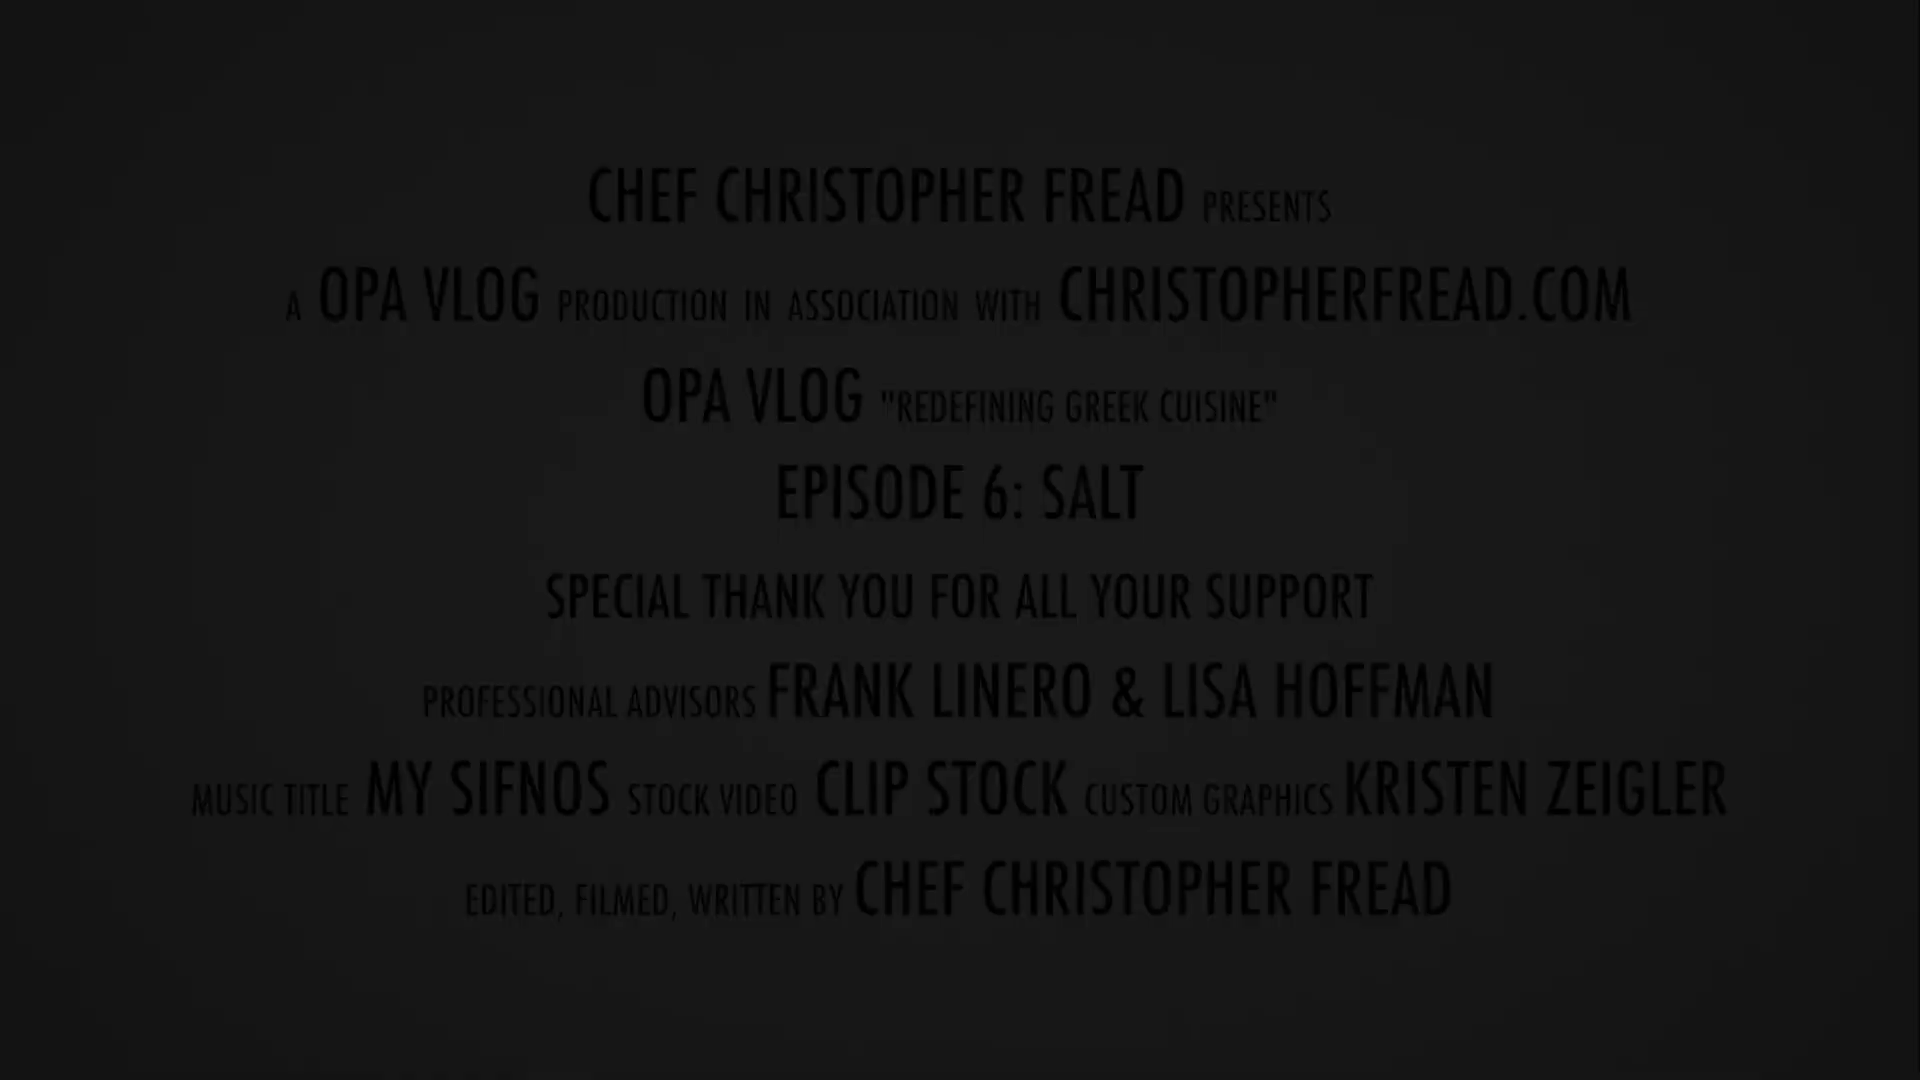 CHEF CHRISTOPHER FREAD PRESENTS
A OPA VLOG PRODUCTION IN ASSOCIATION WITH CHRISTOPHERFREAD.COM
OPA VLOG "REDEFINING GREEK CUISINE"
EPISODE 6: SALT
SPECIAL THANK YOU FOR ALL YOUR SUPPORT
PROFESSIONAL ADVISORS FRANK LINERO & LISA HOFFMAN
MUSIC TITLE MY SIFNOS STOCK VIDEO CLIP STOCK CUSTOM GRAPHICS KRISTEN ZEIGLER
EDITED, FILMED, WRITTEN BY CHEF CHRISTOPHER FREAD